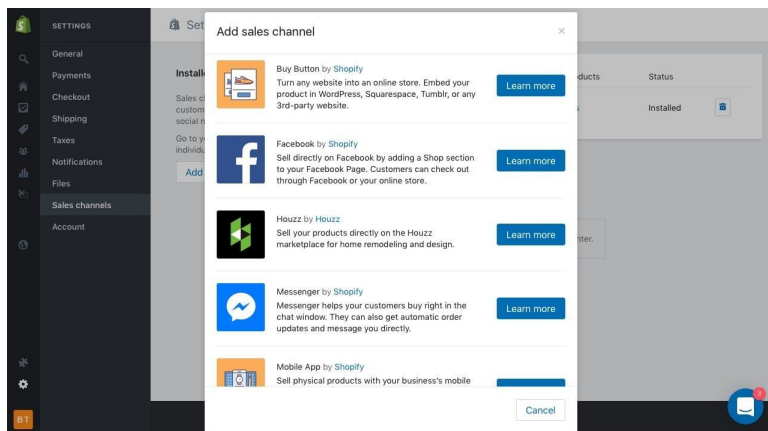 SETTINGS
General
Payments
Checkout
Shipping
Taxes
Notifications
Files
Sales channels
Account
BT
Set
Sales
custom
social
Go to
individu
Add
Add sales channel
×
Buy Button by Shopify
Turn any website into an online store. Embed your
product in WordPress, Squarespace, Tumblr, or any
3rd-party website.
Learn more
Facebook by Shopify
Sell directly on Facebook by adding a Shop section
to your Facebook Page. Customers can check out
through Facebook or your online store.
Learn more
Houzz by Houzz
Sell your products directly on the Houzz
marketplace for home remodeling and design.
Learn more
Messenger by Shopify
Messenger helps your customers buy right in the
chat window. They can also get automatic order
updates and message you directly.
Learn more
Mobile App by Shopify
Sell physical products with your business's mobile
Cancel
ducts
Status
Installed
nter.
3